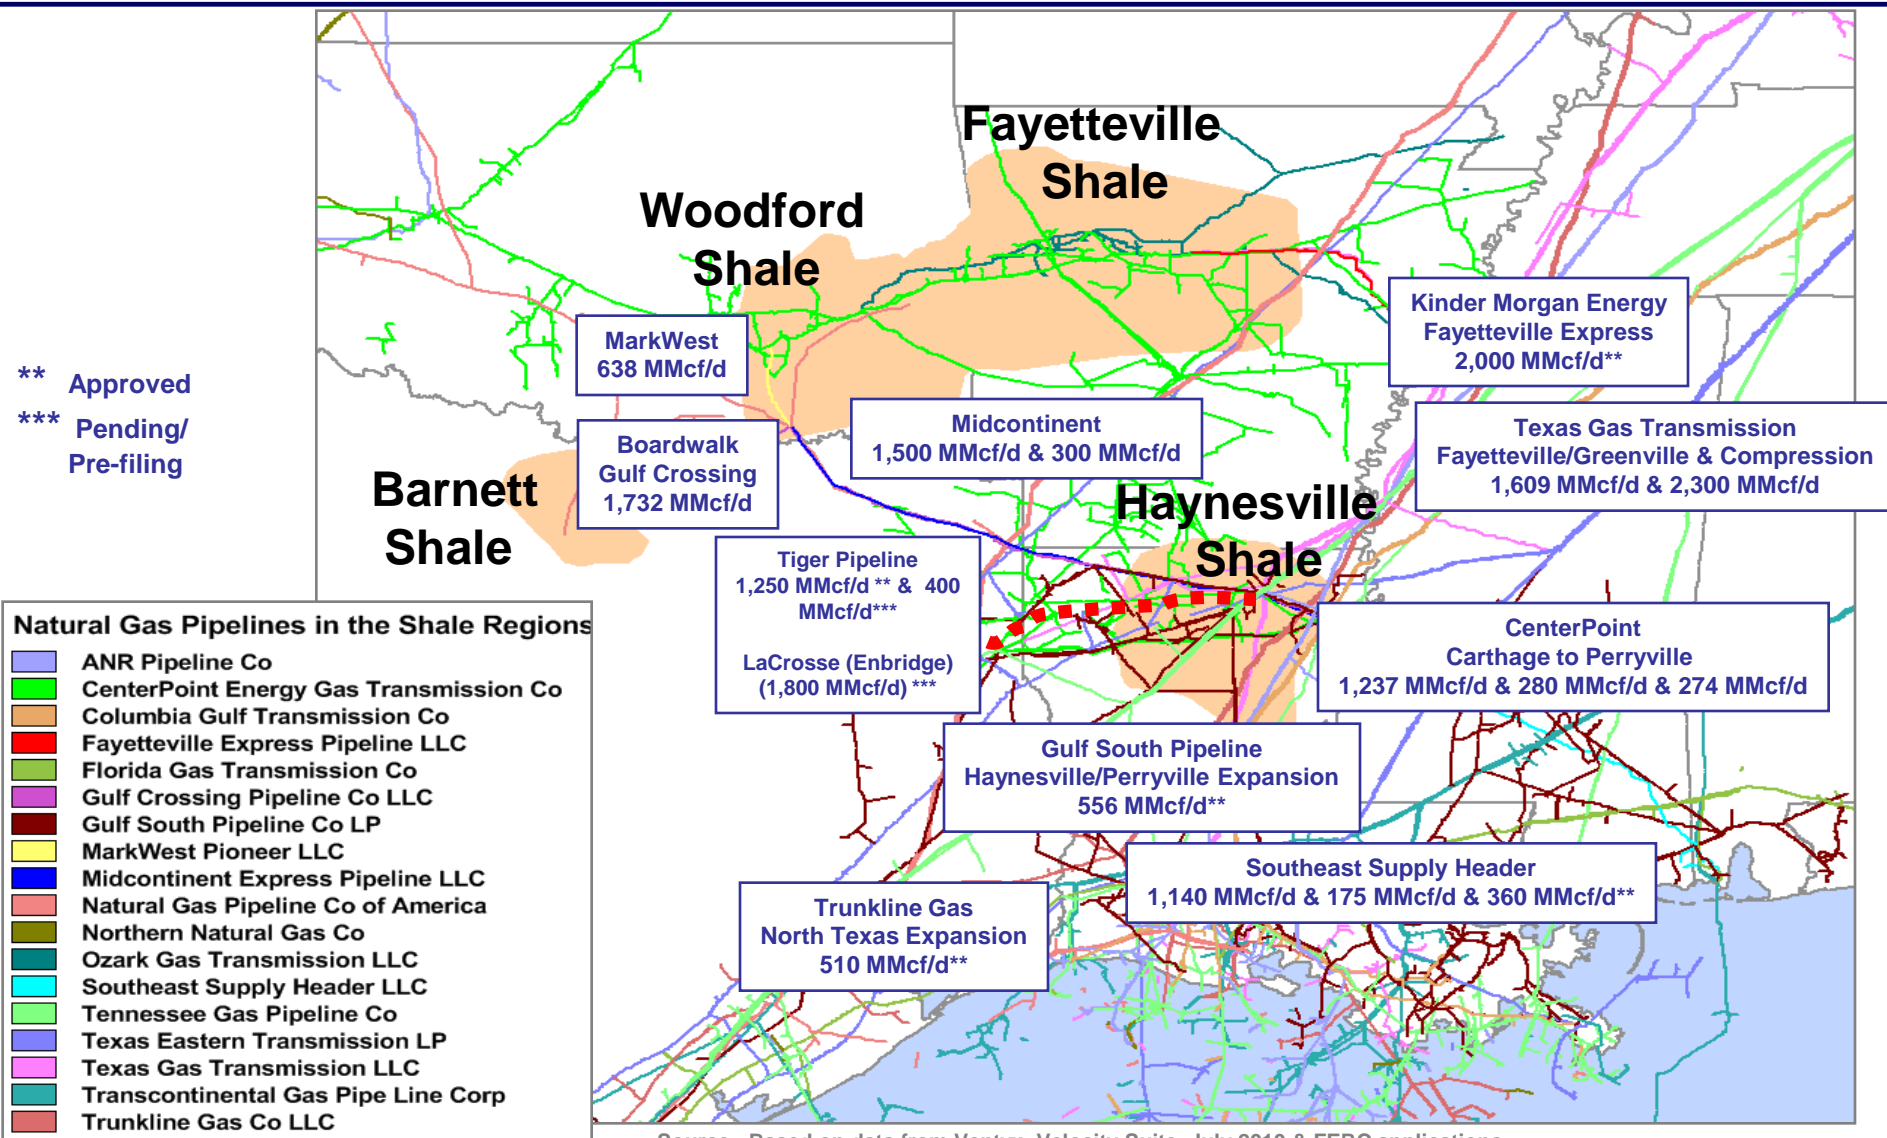 Fayetteville
Shale
Woodford
Shale
MarkWest
638 MMcf/d
Kinder Morgan Energy
Fayetteville Express
2,000 MMcf/d**
** Approved
*** Pending/
Pre-filing
Boardwalk
Gulf Crossing
1,732 MMcf/d
Midcontinent
1,500 MMcf/d & 300 MMcf/d
Texas Gas Transmission
Fayetteville/Greenville & Compression
1,609 MMcf/d & 2,300 MMcf/d
Barnett
Shale
Haynesville
Shale
Tiger Pipeline
1,250 MMcf/d ** & 400
MMcf/d***
LaCrosse (Enbridge)
(1,800 MMcf/d) ***
CenterPoint
Carthage to Perryville
1,237 MMcf/d & 280 MMcf/d & 274 MMcf/d
Gulf South Pipeline
Haynesville/Perryville Expansion
556 MMcf/d**
Southeast Supply Header
1,140 MMcf/d & 175 MMcf/d & 360 MMcf/d**
Trunkline Gas
North Texas Expansion
510 MMcf/d**
Natural Gas Pipelines in the Shale Regions
ANR Pipeline Co
CenterPoint Energy Gas Transmission Co
Columbia Gulf Transmission Co
Fayetteville Express Pipeline LLC
Florida Gas Transmission Co
Gulf Crossing Pipeline Co LLC
Gulf South Pipeline Co LP
MarkWest Pioneer LLC
Midcontinent Express Pipeline LLC
Natural Gas Pipeline Co of America
Northern Natural Gas Co
Ozark Gas Transmission LLC
Southeast Supply Header LLC
Tennessee Gas Pipeline Co
Texas Eastern Transmission LP
Texas Gas Transmission LLC
Transcontinental Gas Pipe Line Corp
Trunkline Gas Co LLC